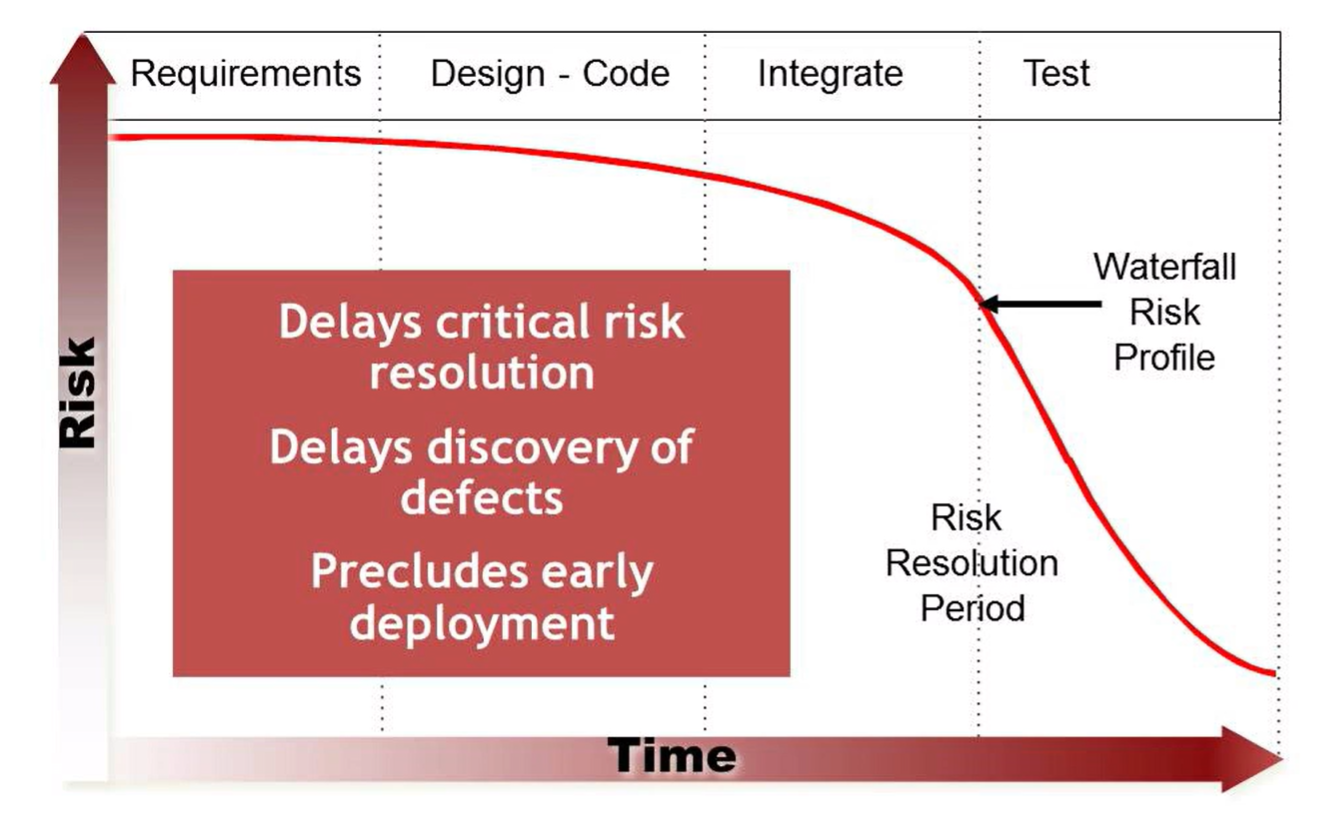 Requirements
Design - Code
Integrate
Test
Waterfall
Risk
Profile
Delays critical risk
resolution
Delays discovery of
defects
Precludes early
deployment
Risk
Resolution
Period
Risk
Time